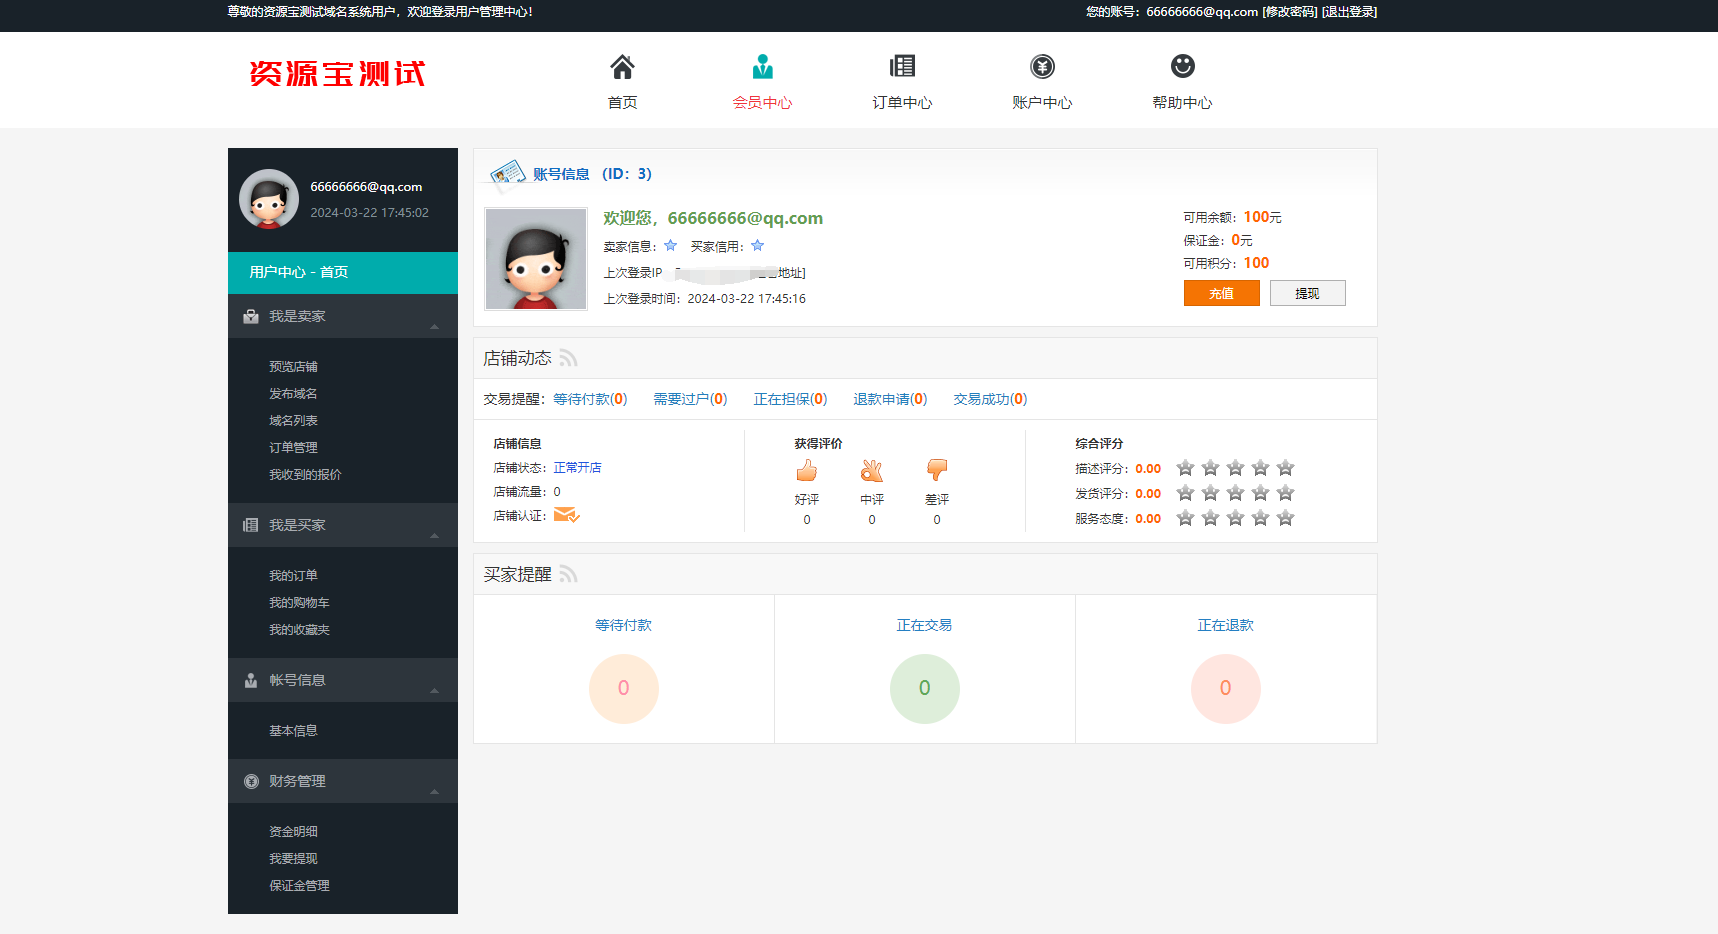 尊敬的资源宝测试域名系统用户，欢迎登录用户管理中心！
您的账号：66666666@qq.com [修改密码] [退出登录]
资源宝测试
首页
会员中心
订单中心
账户中心
帮助中心
66666666@qq.com
2024-03-22 17:45:02
用户中心 - 首页
我是卖家
预览店铺
发布域名
域名列表
订单管理
我收到的报价
我是买家
我的订单
我的购物车
我的收藏夹
帐号信息
基本信息
财务管理
资金明细
我要提现
保证金管理
账号信息 （ID：3）
欢迎您，66666666@qq.com
卖家信息： 买家信用：
上次登录IP 地址]
上次登录时间：2024-03-22 17:45:16
可用余额：100元
保证金：0元
可用积分：100
充值
提现
店铺动态
交易提醒：等待付款(0) 需要过户(0) 正在担保(0) 退款申请(0) 交易成功(0)
店铺信息
店铺状态：正常开店
店铺流量：0
店铺认证：
获得评价
好评 中评 差评
0 0 0
综合评分
描述评分：0.00
发货评分：0.00
服务态度：0.00
买家提醒
等待付款
0
正在交易
0
正在退款
0